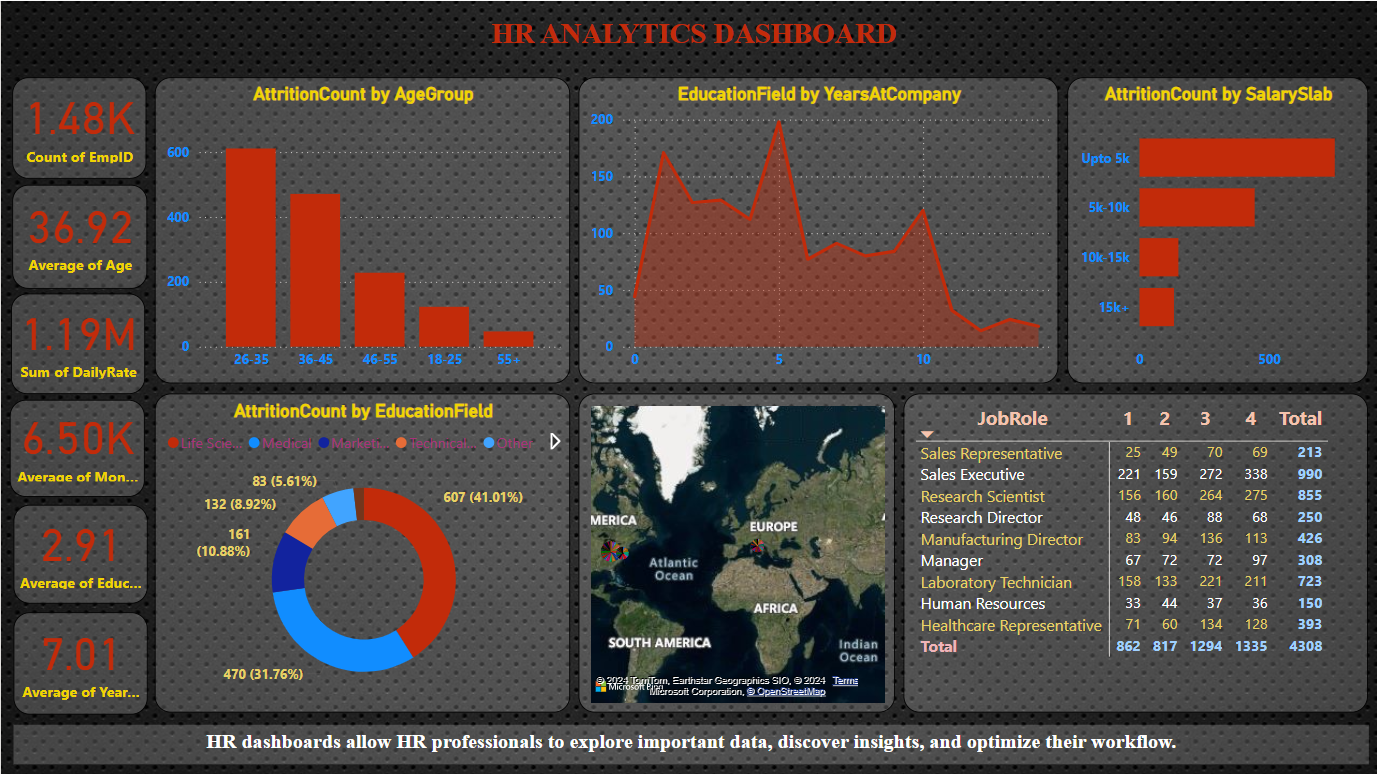 HR ANALYTICS DASHBOARD
1.48K
Count of EmpID
36.92
Average of Age
1.19M
Sum of DailyRate
6.50K
Average of Mon...
2.91
Average of Educ...
7.01
Average of Year...
AttritionCount by AgeGroup
600
400
200
0
26-35 36-45 46-55 18-25 55+
EducationField by YearsAtCompany
200
150
100
50
0
0 5 10
AttritionCount by SalarySlab
Upto 5k
5k-10k
10k-15k
15k+
0 500
AttritionCount by EducationField
Life Scie... Medical Marketi... Technical... Other
83 (5.61%)
607 (41.01%)
132 (8.92%)
161
(10.88%)
470 (31.76%)
MERICA
EUROPE
Atlantic
Ocean
AFRICA
SOUTH AMERICA
Indian
Ocean
© 2024 TomTom, Earthstar Geographics SIO, © 2024 Terms
Microsoft Bing
Microsoft Corporation, © OpenStreetMap
JobRole 1 2 3 4 Total
Sales Representative 25 49 70 69 213
Sales Executive 221 159 272 338 990
Research Scientist 156 160 264 275 855
Research Director 48 46 88 68 250
Manufacturing Director 83 94 136 113 426
Manager 67 72 72 97 308
Laboratory Technician 158 133 221 211 723
Human Resources 33 44 37 36 150
Healthcare Representative 71 60 134 128 393
Total 862 817 1294 1335 4308
HR dashboards allow HR professionals to explore important data, discover insights, and optimize their workflow.